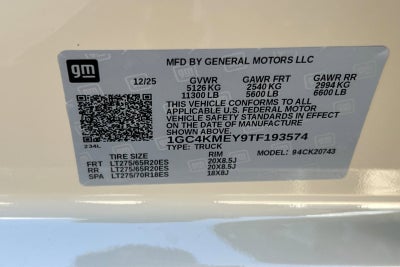 gm
MFD BY GENERAL MOTORS LLC
12/25 GVWR GAWR FRT GAWR RR
5126 KG 2540 KG 2994 KG
11300 LB 5600 LB 6600 LB
THIS VEHICLE CONFORMS TO ALL
APPLICABLE U.S. FEDERAL MOTOR
VEHICLE SAFETY STANDARDS IN EFFECT
ON THE DATE OF MANUFACTURE SHOWN ABOVE.
1GC4KMEY9TF193574
234L TYPE: TRUCK MODEL: 94CK20743
TIRE SIZE RIM
FRT LT275/65R20ES 20X8.5J
RR LT275/65R20ES 20X8.5J
SPA LT275/70R18ES 18X8J